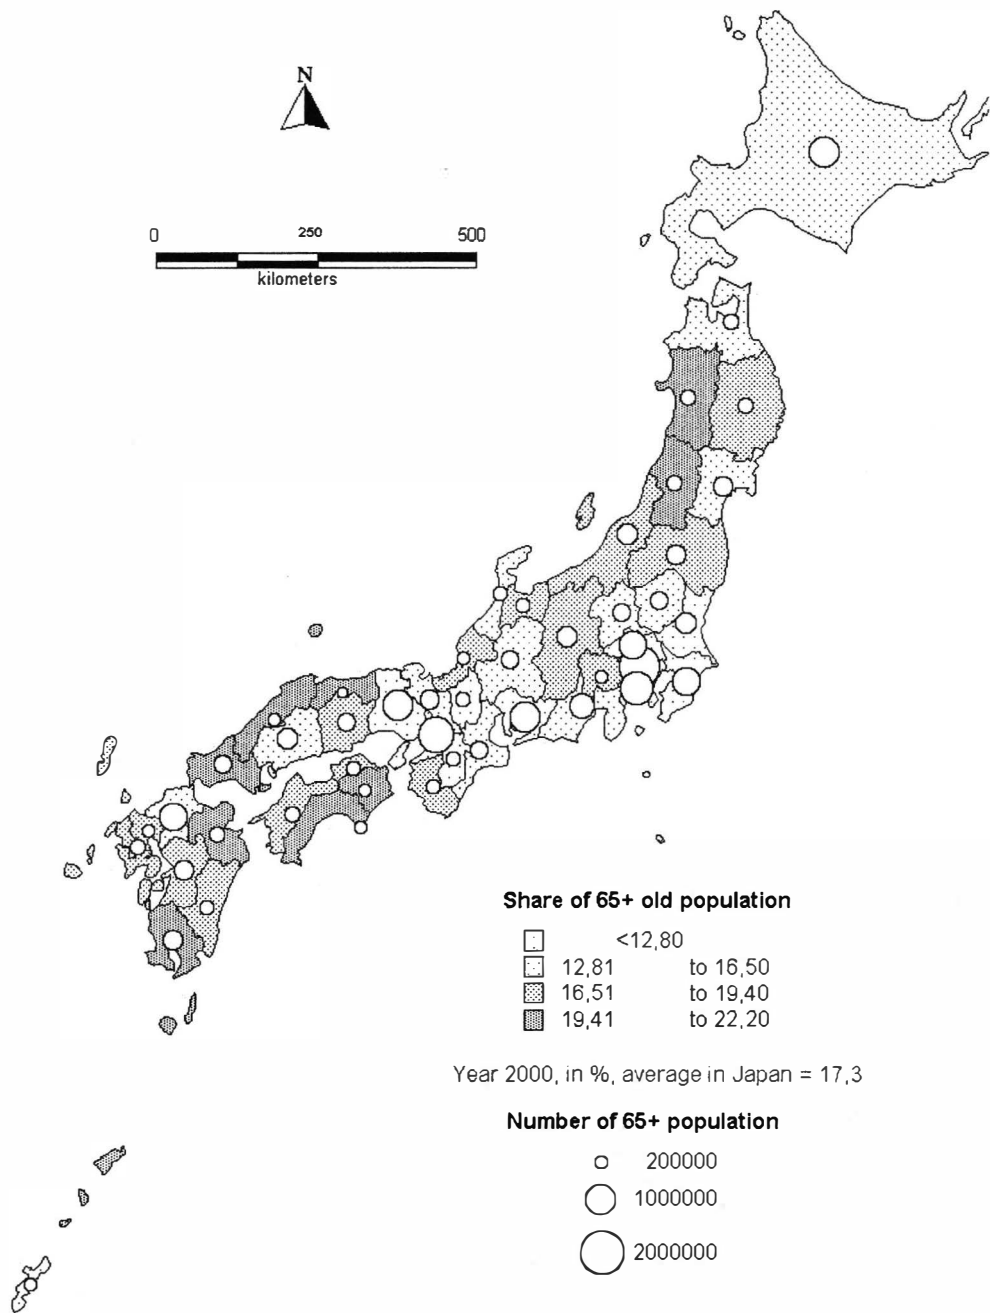 N
0 250 500
kilometers
Share of 65+ old population
<12,80
12,81 to 16,50
16,51 to 19,40
19,41 to 22,20
Year 2000, in %, average in Japan = 17,3
Number of 65+ population
200000
1000000
2000000